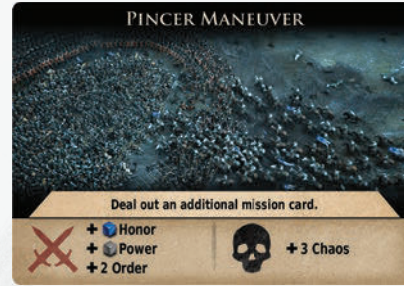 PINCER MANEUVER
Deal out an additional mission card.
+ Honor
+ Power
+ 2 Order
+ 3 Chaos